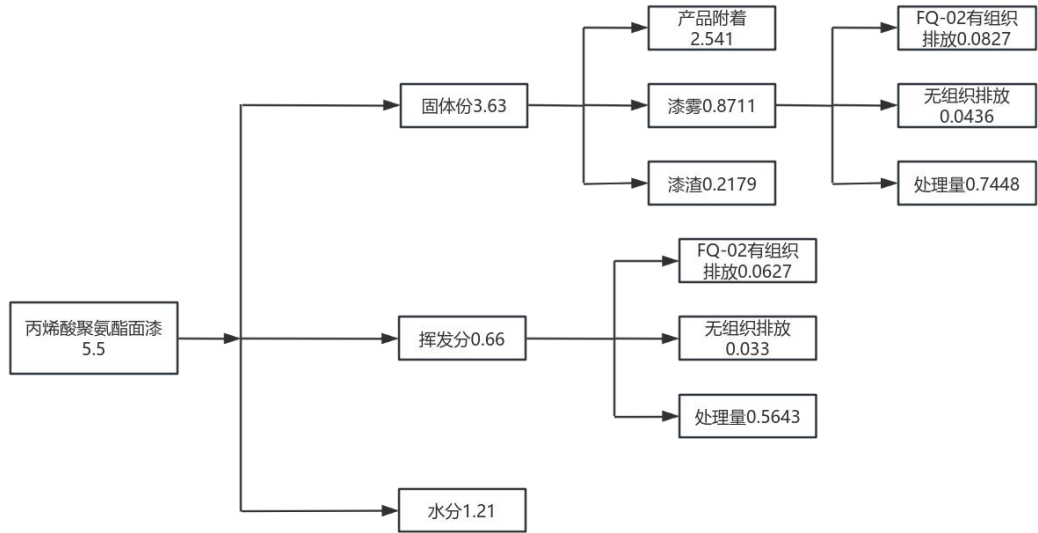 产品附着
2.541
FQ-02有组织
排放0.0827
固体份3.63
漆雾0.8711
无组织排放
0.0436
漆渣0.2179
处理量0.7448
FQ-02有组织
排放0.0627
丙烯酸聚氨酯面漆
5.5
挥发分0.66
无组织排放
0.033
处理量0.5643
水分1.21